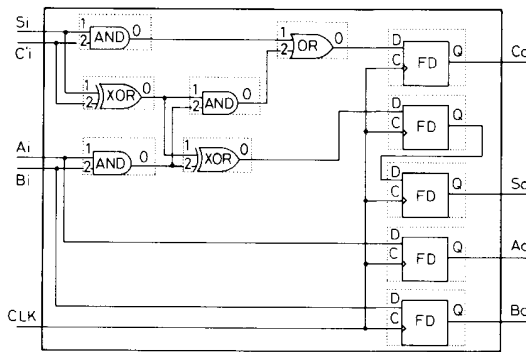 Si 1 AND 0 1 OR 0 D FD Q Co
C'i 2 2 C
1 XOR 0 1 AND 0 D FD Q
2 2 C
Ai 1 AND 0 1 XOR 0 D FD Q So
Bi 2 2 C
D FD Q Ao
C
D FD Q Bo
CLK C